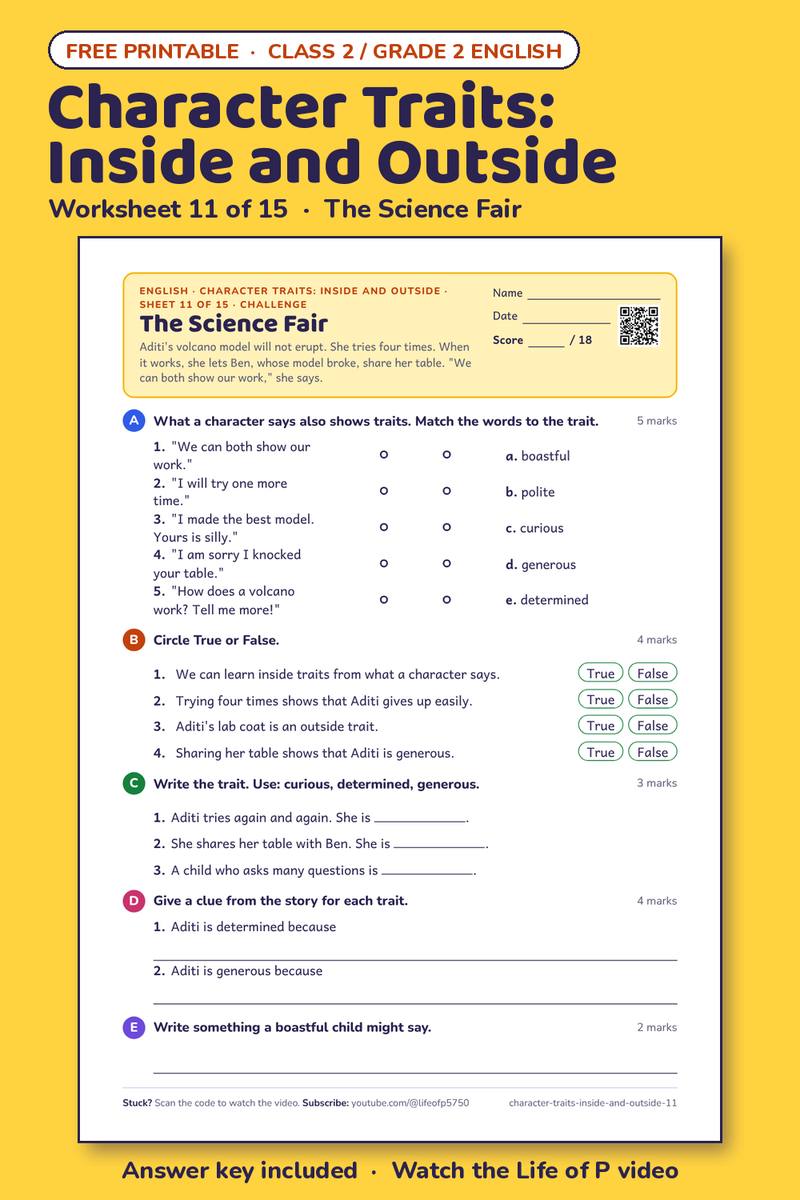 FREE PRINTABLE · CLASS 2 / GRADE 2 ENGLISH
Character Traits:
Inside and Outside
Worksheet 11 of 15 · The Science Fair
ENGLISH · CHARACTER TRAITS: INSIDE AND OUTSIDE ·
SHEET 11 OF 15 · CHALLENGE
The Science Fair
Aditi's volcano model will not erupt. She tries four times. When
it works, she lets Ben, whose model broke, share her table. "We
can both show our work," she says.
Name
Date
Score ______ / 18
A What a character says also shows traits. Match the words to the trait. 5 marks
1. "We can both show our
work."
a. boastful
2. "I will try one more
time."
b. polite
3. "I made the best model.
Yours is silly."
c. curious
4. "I am sorry I knocked
your table."
d. generous
5. "How does a volcano
work? Tell me more!"
e. determined
B Circle True or False. 4 marks
1. We can learn inside traits from what a character says. True False
2. Trying four times shows that Aditi gives up easily. True False
3. Aditi's lab coat is an outside trait. True False
4. Sharing her table shows that Aditi is generous. True False
C Write the trait. Use: curious, determined, generous. 3 marks
1. Aditi tries again and again. She is ______.
2. She shares her table with Ben. She is ______.
3. A child who asks many questions is ______.
D Give a clue from the story for each trait. 4 marks
1. Aditi is determined because
2. Aditi is generous because
E Write something a boastful child might say. 2 marks
Stuck? Scan the code to watch the video. Subscribe: youtube.com/@lifeofp5750 character-traits-inside-and-outside-11
Answer key included · Watch the Life of P video